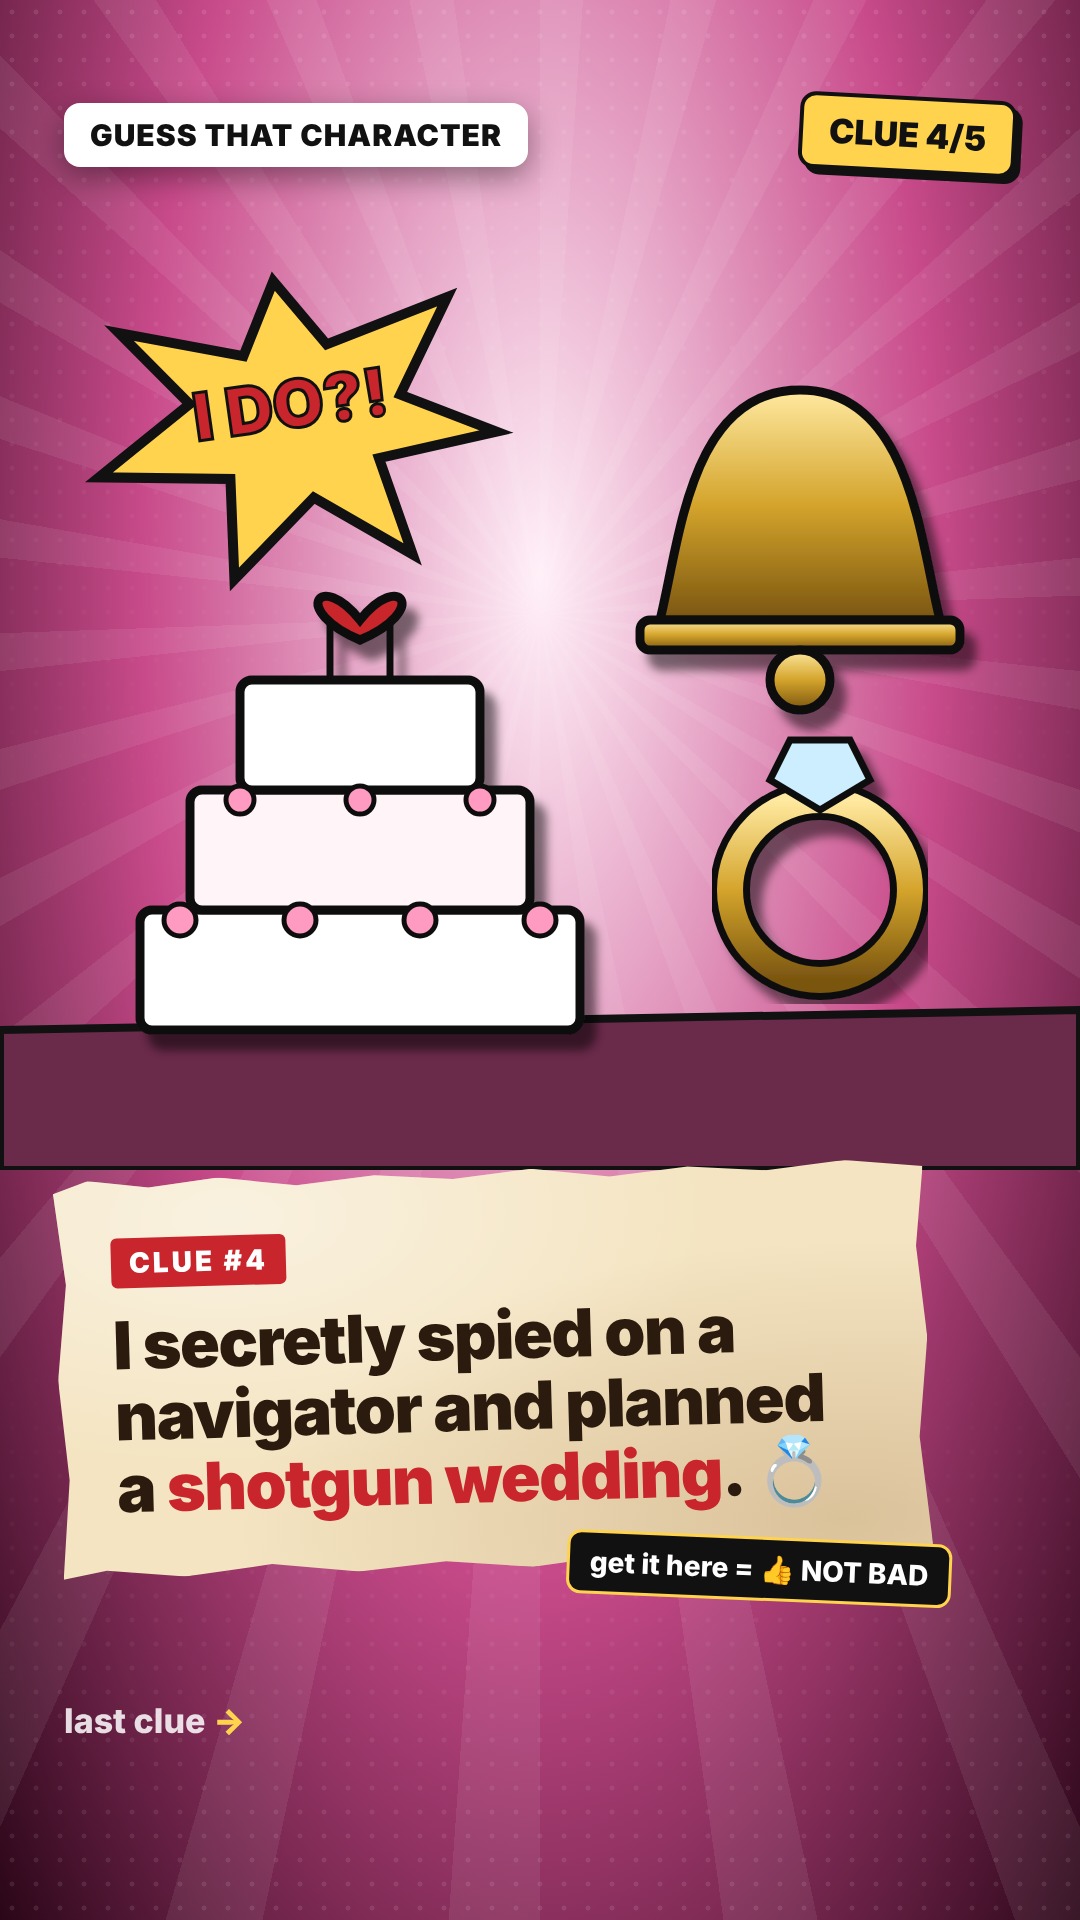 GUESS THAT CHARACTER
CLUE 4/5
I DO?!
CLUE #4
I secretly spied on a
navigator and planned
a shotgun wedding. 💍
get it here = 👍 NOT BAD
last clue →